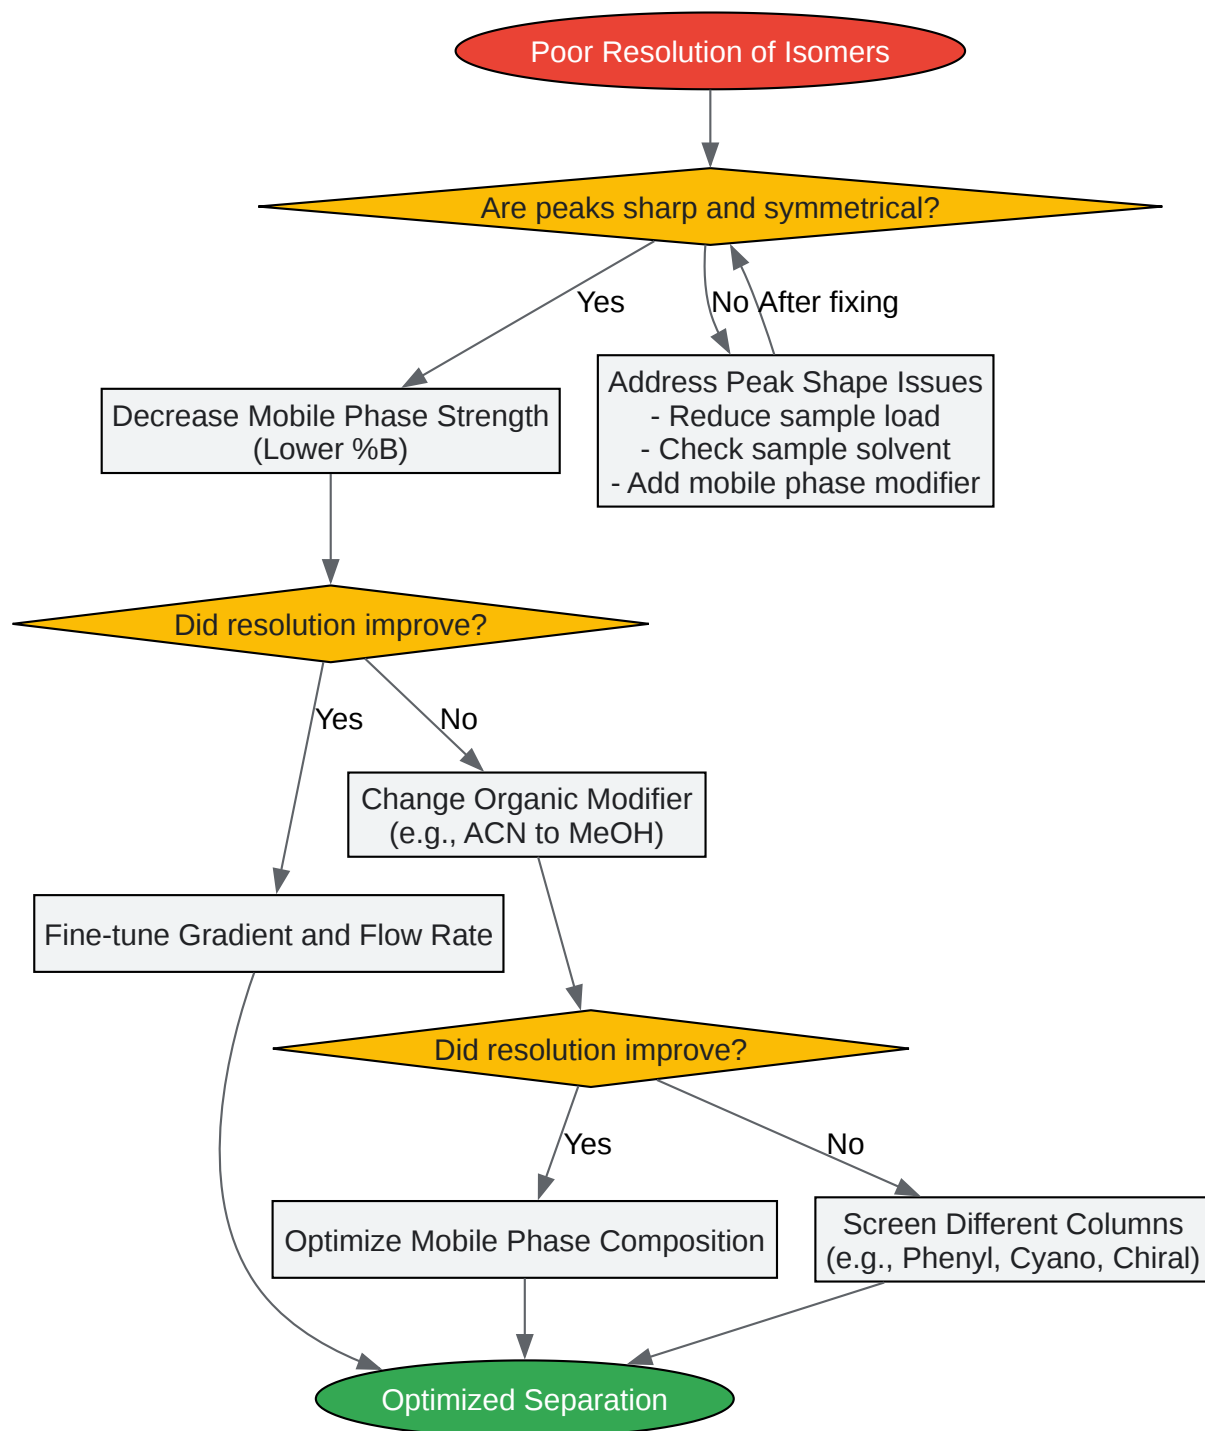 Poor Resolution of Isomers
Are peaks sharp and symmetrical?
Yes
No
After fixing
Decrease Mobile Phase Strength
(Lower %B)
Address Peak Shape Issues
- Reduce sample load
- Check sample solvent
- Add mobile phase modifier
Did resolution improve?
Yes
No
Change Organic Modifier
(e.g., ACN to MeOH)
Fine-tune Gradient and Flow Rate
Did resolution improve?
Yes
No
Optimize Mobile Phase Composition
Screen Different Columns
(e.g., Phenyl, Cyano, Chiral)
Optimized Separation